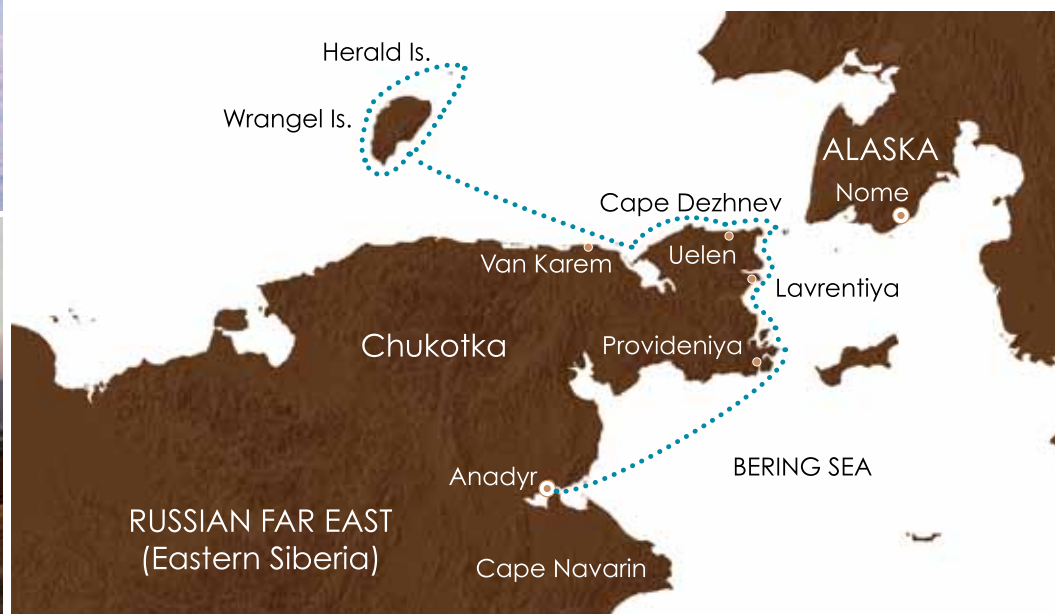 Herald Is.
Wrangel Is.
ALASKA
Nome
Cape Dezhnev
Uelen
Van Karem
Lavrentiya
Chukotka
Provideniya
Anadyr
BERING SEA
RUSSIAN FAR EAST
(Eastern Siberia)
Cape Navarin